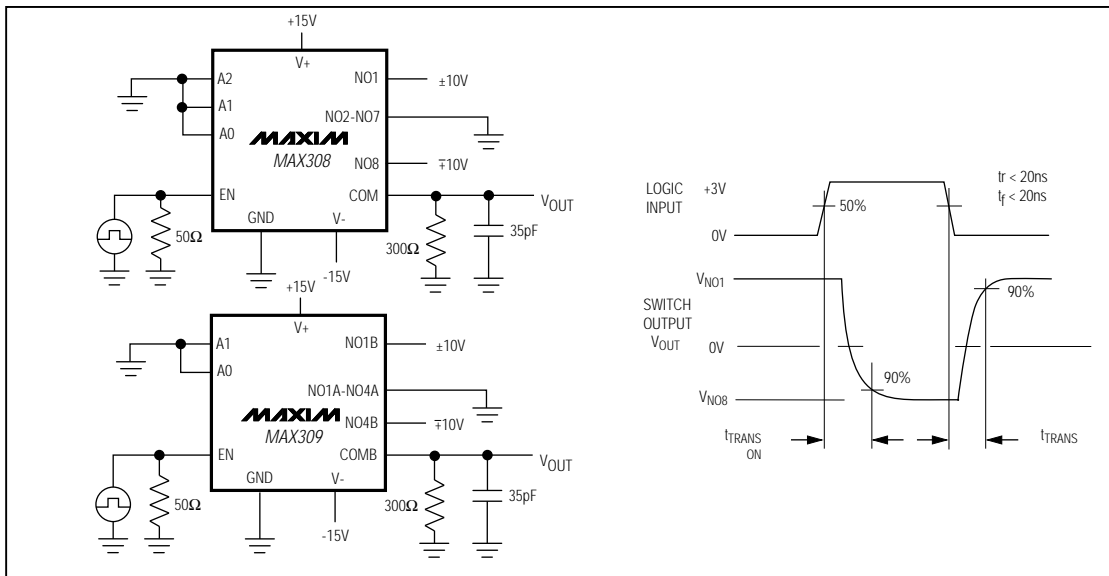 +15V
V+
A2
A1
A0
NO1
±10V
NO2-NO7
MAXIM
MAX308
NO8
∓10V
EN
COM
VOUT
GND
V-
50Ω
300Ω
35pF
-15V
+15V
V+
A1
A0
NO1B
±10V
NO1A-NO4A
MAXIM
MAX309
NO4B
∓10V
EN
COMB
VOUT
GND
V-
50Ω
300Ω
35pF
-15V
LOGIC
INPUT
+3V
50%
0V
tr < 20ns
tf < 20ns
VNO1
SWITCH
OUTPUT
VOUT
0V
90%
90%
VNO8
tTRANS
ON
tTRANS